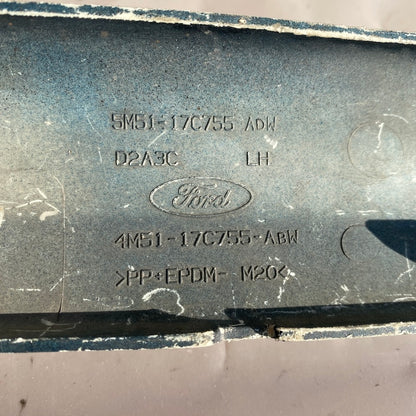 5M51-17C755 ADW
D2A3C LH
Ford
4M51-17C755-ABW
>PP+EPDM- M20<